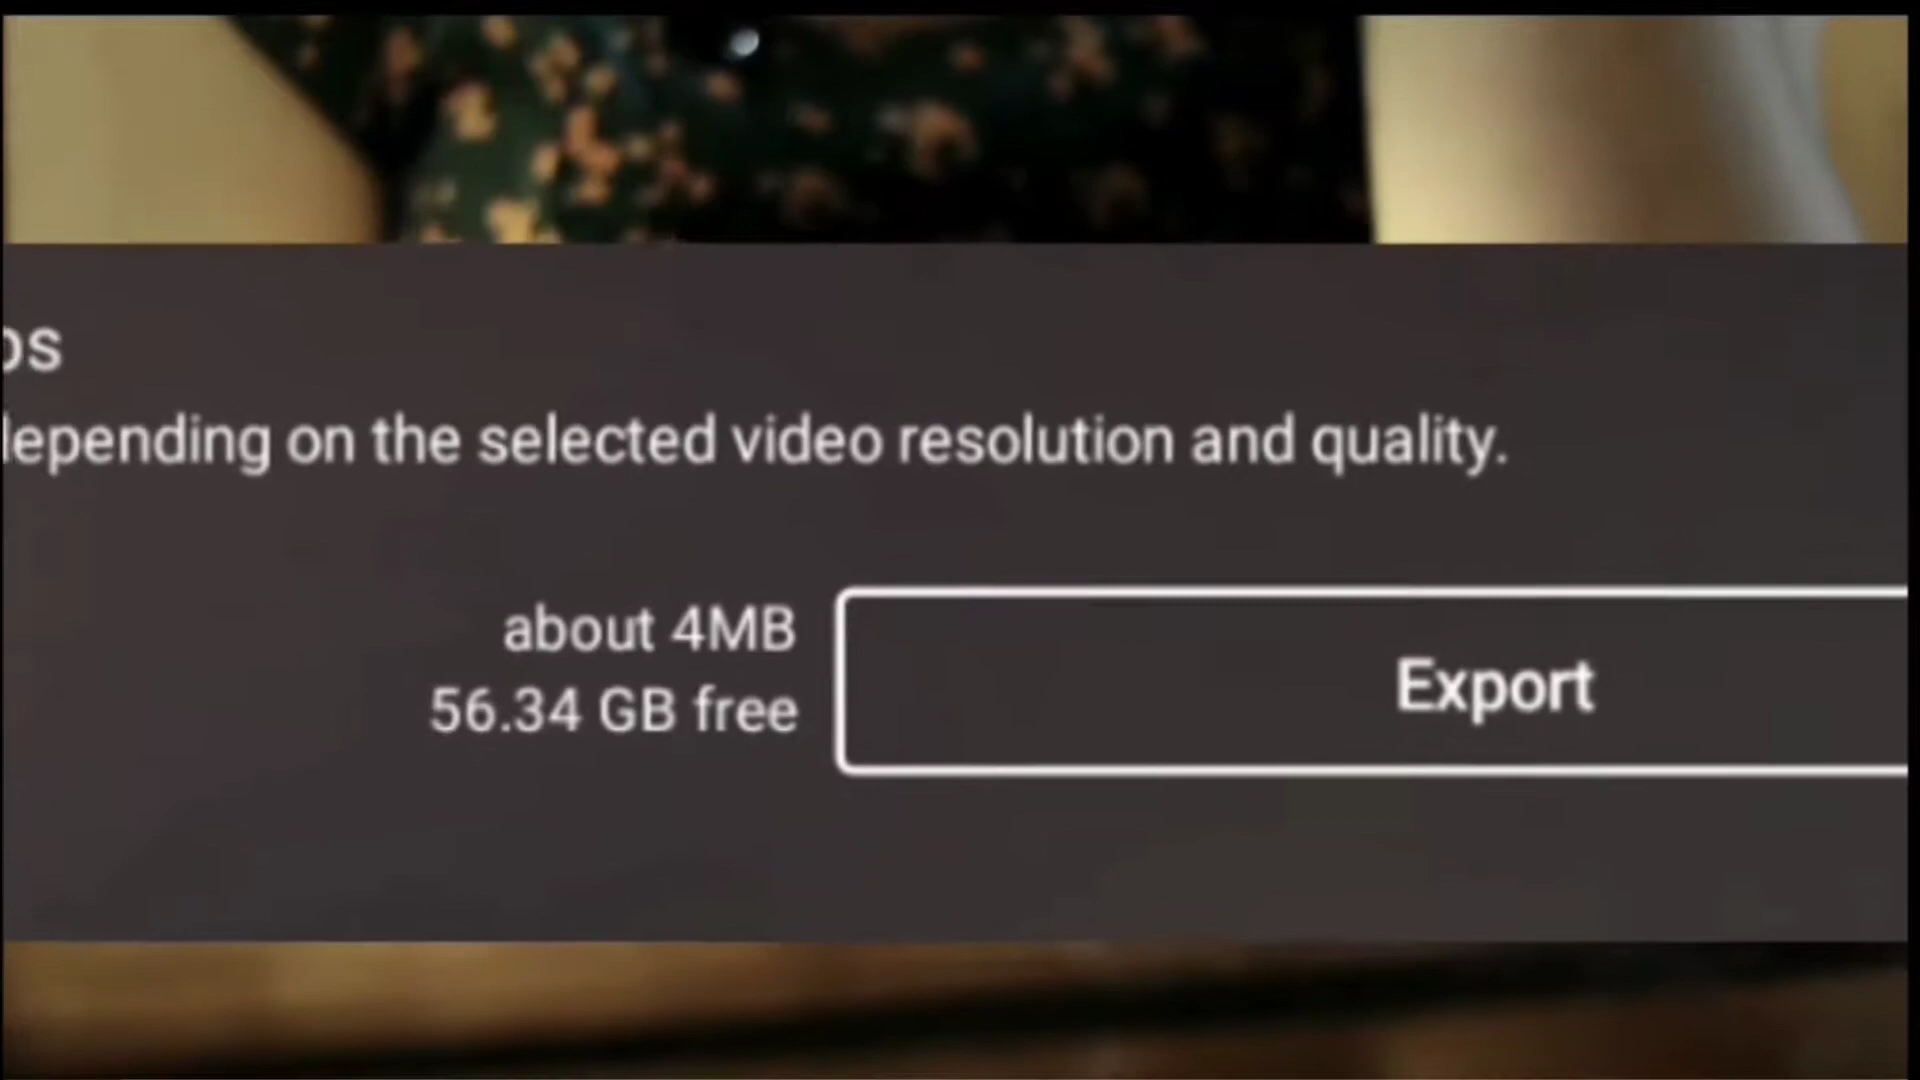 depending on the selected video resolution and quality.
about 4MB
56.34 GB free
Export